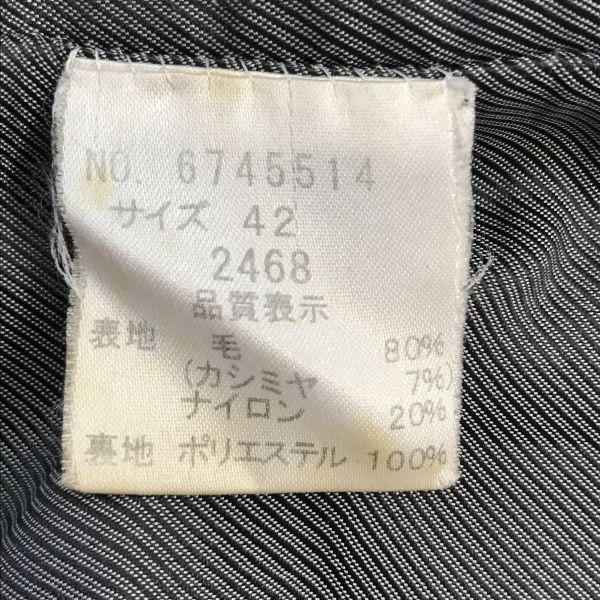 NO. 6745514
サイズ 42
2468
品質表示
表地 毛 80%
(カシミヤ 7%)
ナイロン 20%
裏地 ポリエステル 100%